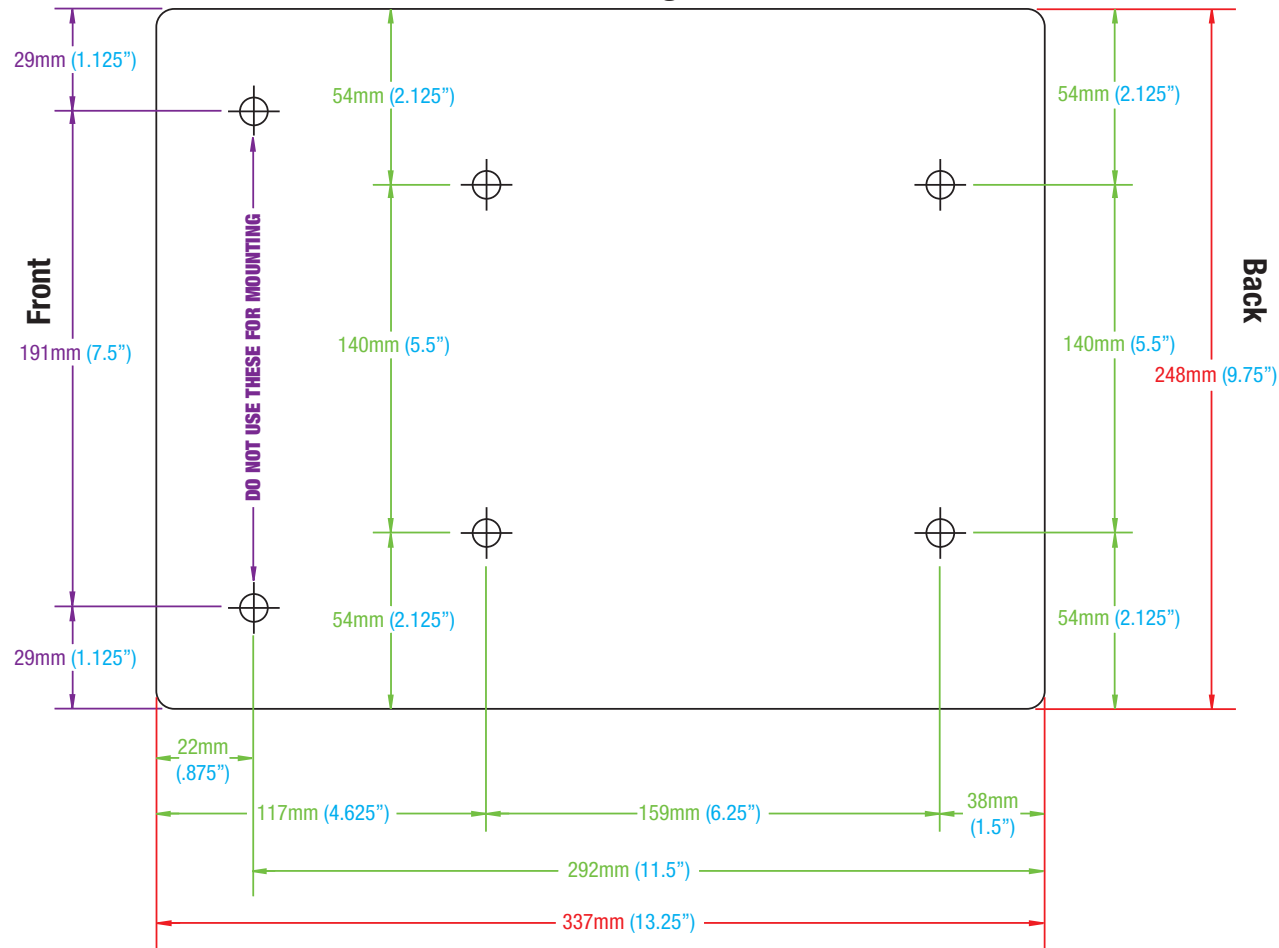 29mm (1.125”)
54mm (2.125”)
54mm (2.125”)
Front
191mm (7.5”)
DO NOT USE THESE FOR MOUNTING
140mm (5.5”)
140mm (5.5”)
Back
248mm (9.75”)
29mm (1.125”)
54mm (2.125”)
54mm (2.125”)
22mm
(.875”)
117mm (4.625”)
159mm (6.25”)
38mm
(1.5”)
292mm (11.5”)
337mm (13.25”)